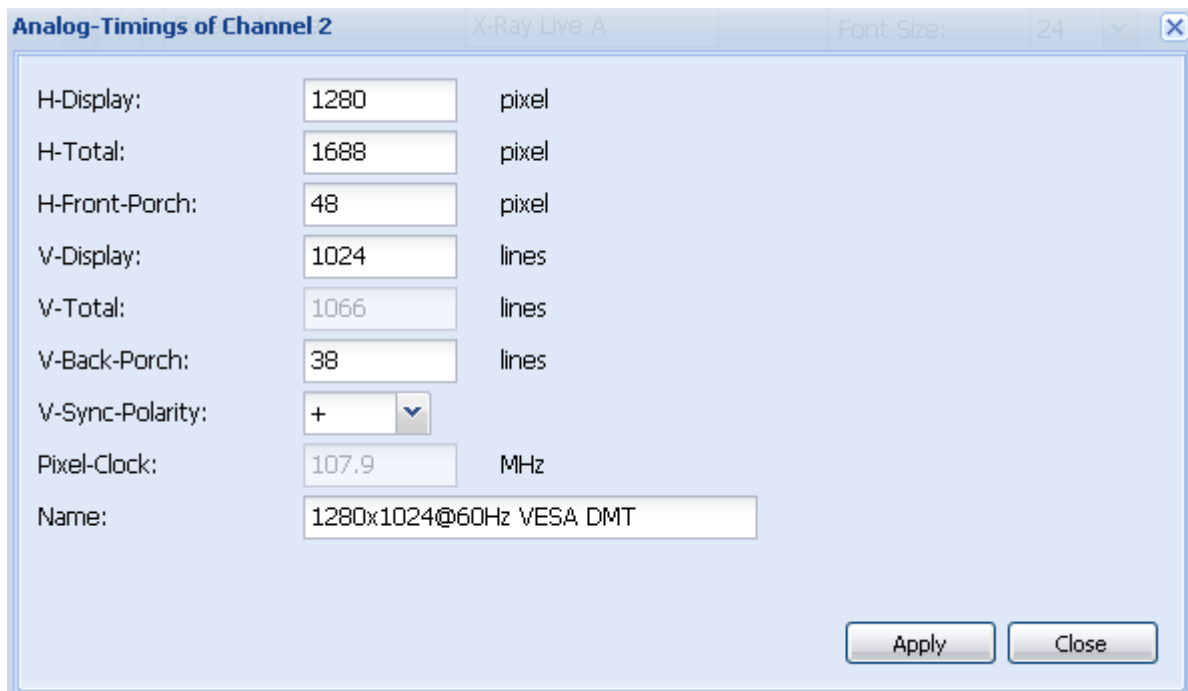 Analog-Timings of Channel 2 X-Ray Live A Font Size: 24
H-Display: 1280 pixel
H-Total: 1688 pixel
H-Front-Porch: 48 pixel
V-Display: 1024 lines
V-Total: 1066 lines
V-Back-Porch: 38 lines
V-Sync-Polarity: +
Pixel-Clock: 107.9 MHz
Name: 1280x1024@60Hz VESA DMT
Apply Close